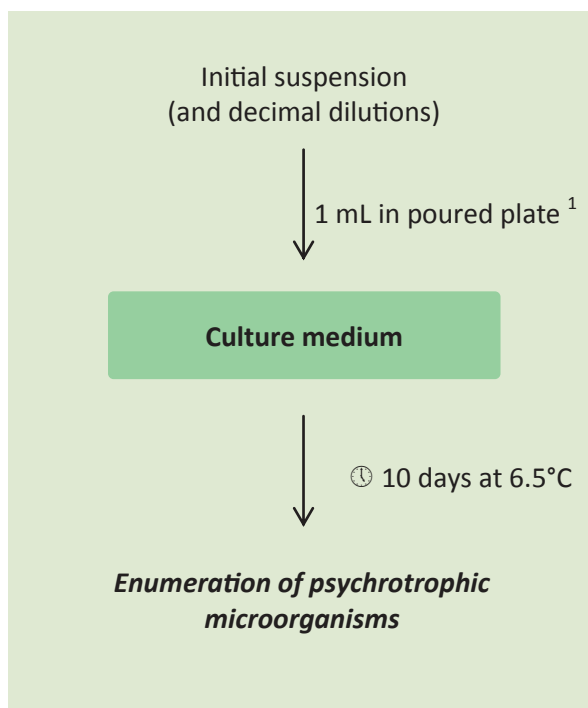 Initial suspension
(and decimal dilutions)
1 mL in poured plate ¹
Culture medium
🕔 10 days at 6.5°C
Enumeration of psychrotrophic
microorganisms